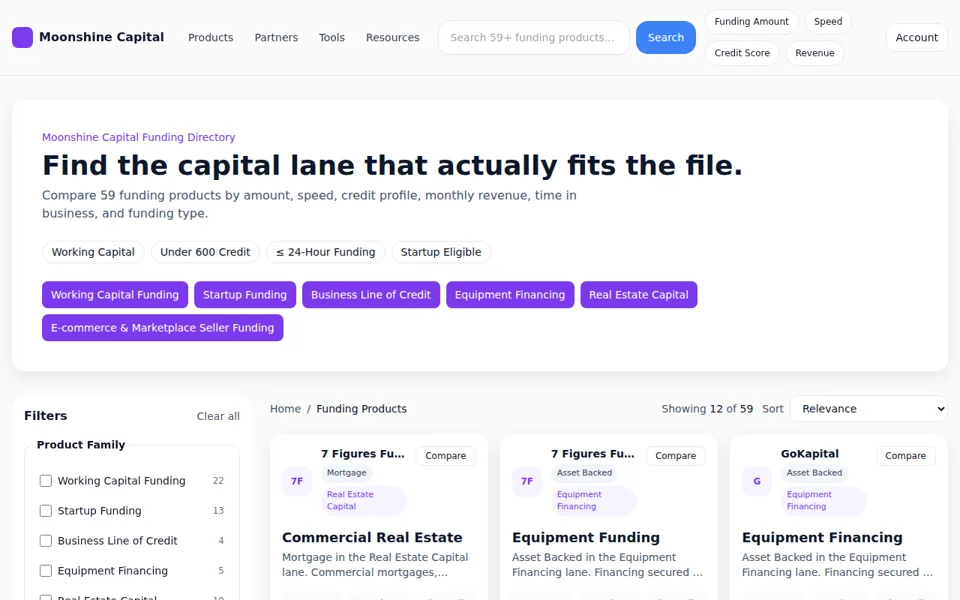 Moonshine Capital
Products
Partners
Tools
Resources
Search 59+ funding products...
Search
Funding Amount
Speed
Credit Score
Revenue
Account
Moonshine Capital Funding Directory
Find the capital lane that actually fits the file.
Compare 59 funding products by amount, speed, credit profile, monthly revenue, time in
business, and funding type.
Working Capital
Under 600 Credit
≤ 24-Hour Funding
Startup Eligible
Working Capital Funding
Startup Funding
Business Line of Credit
Equipment Financing
Real Estate Capital
E-commerce & Marketplace Seller Funding
Filters
Clear all
Product Family
Working Capital Funding 22
Startup Funding 13
Business Line of Credit 4
Equipment Financing 5
Real Estate Capital 10
Home / Funding Products
Showing 12 of 59
Sort
Relevance
7F
7 Figures Fu...
Compare
Mortgage
Real Estate
Capital
Commercial Real Estate
Mortgage in the Real Estate Capital
lane. Commercial mortgages,...
7F
7 Figures Fu...
Compare
Asset Backed
Equipment
Financing
Equipment Funding
Asset Backed in the Equipment
Financing lane. Financing secured ...
G
GoKapital
Compare
Asset Backed
Equipment
Financing
Equipment Financing
Asset Backed in the Equipment
Financing lane. Financing secured ...